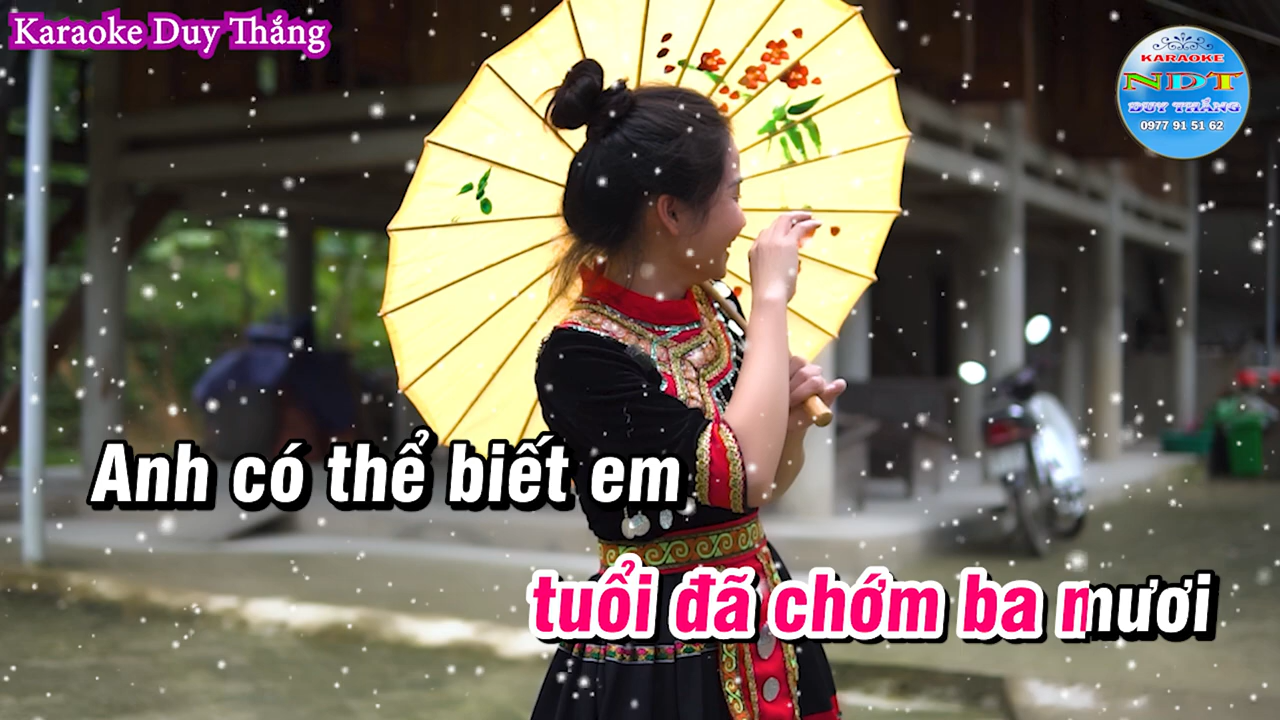 Karaoke Duy Thắng
KARAOKE
NDT
DUY THẮNG
0977 91 51 62
Anh có thể biết em
tuổi đã chớm ba mươi